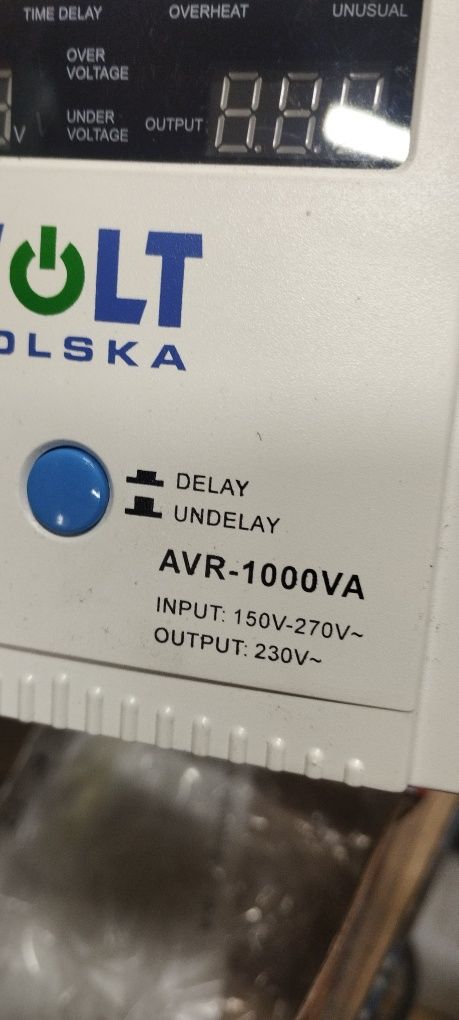 TIME DELAY OVERHEAT UNUSUAL
OVER
VOLTAGE
V UNDER
VOLTAGE OUTPUT
VOLT
OLSKA
DELAY
UNDELAY
AVR-1000VA
INPUT: 150V-270V~
OUTPUT: 230V~